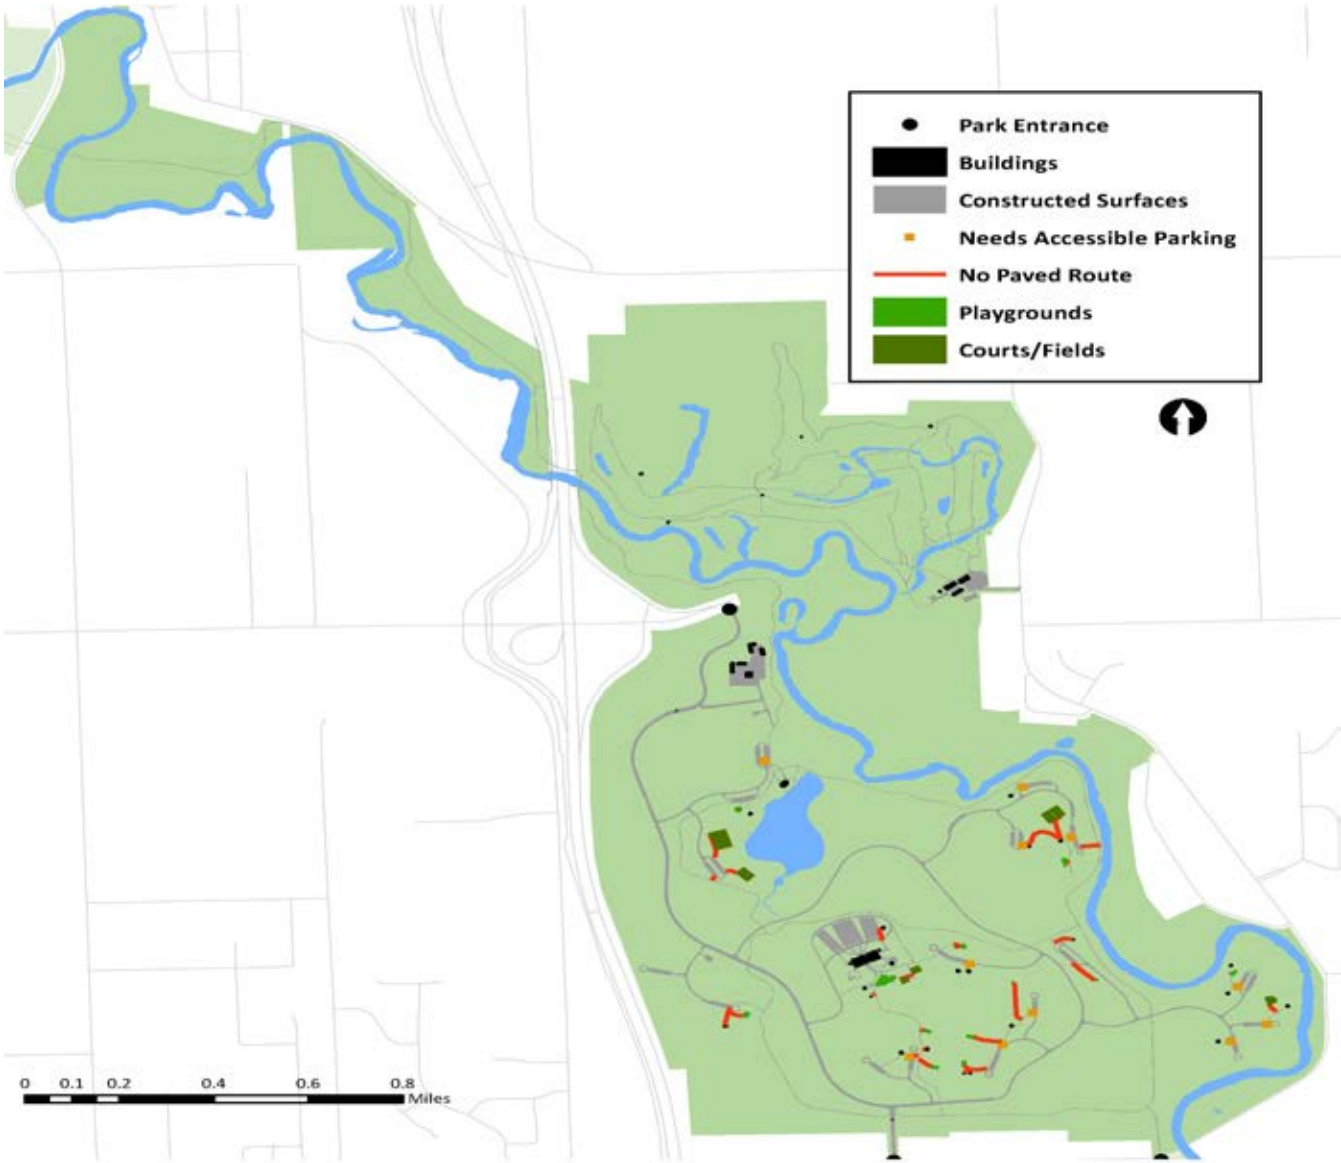 Park Entrance
Buildings
Constructed Surfaces
Needs Accessible Parking
No Paved Route
Playgrounds
Courts/Fields
0 0.1 0.2 0.4 0.6 0.8
Miles